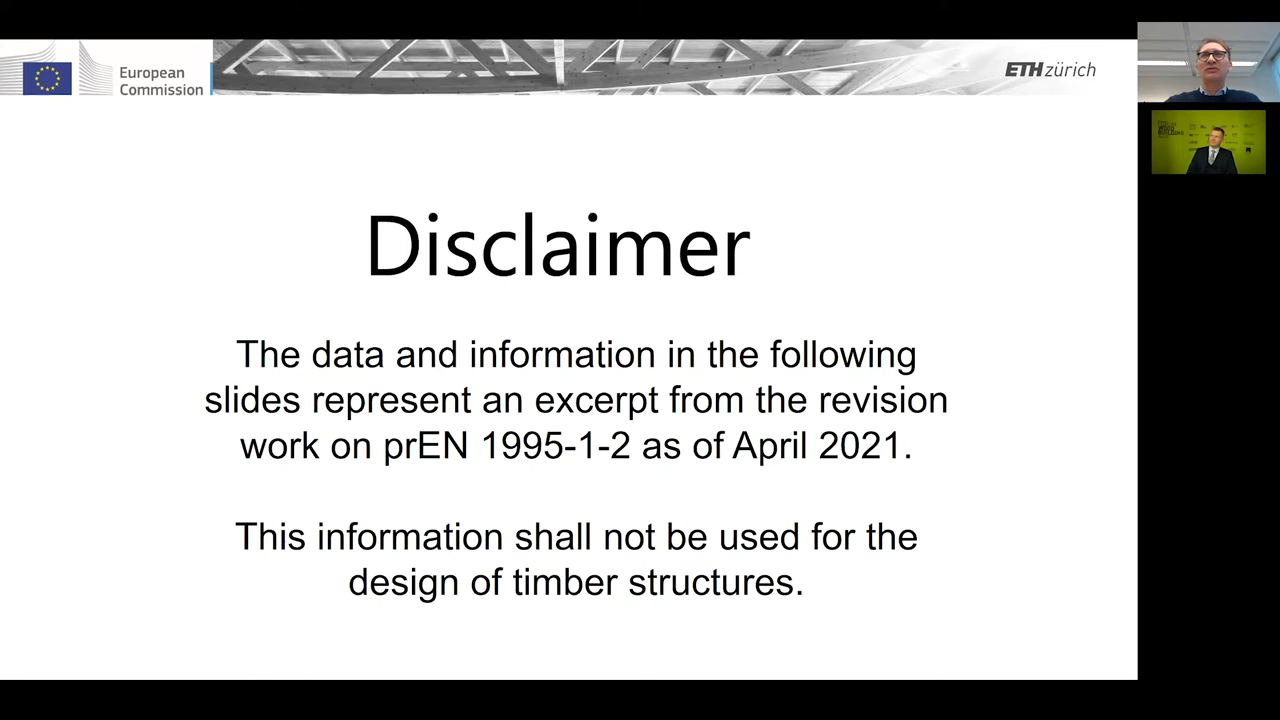 European
Commission
ETH zürich
Disclaimer
The data and information in the following
slides represent an excerpt from the revision
work on prEN 1995-1-2 as of April 2021.
This information shall not be used for the
design of timber structures.